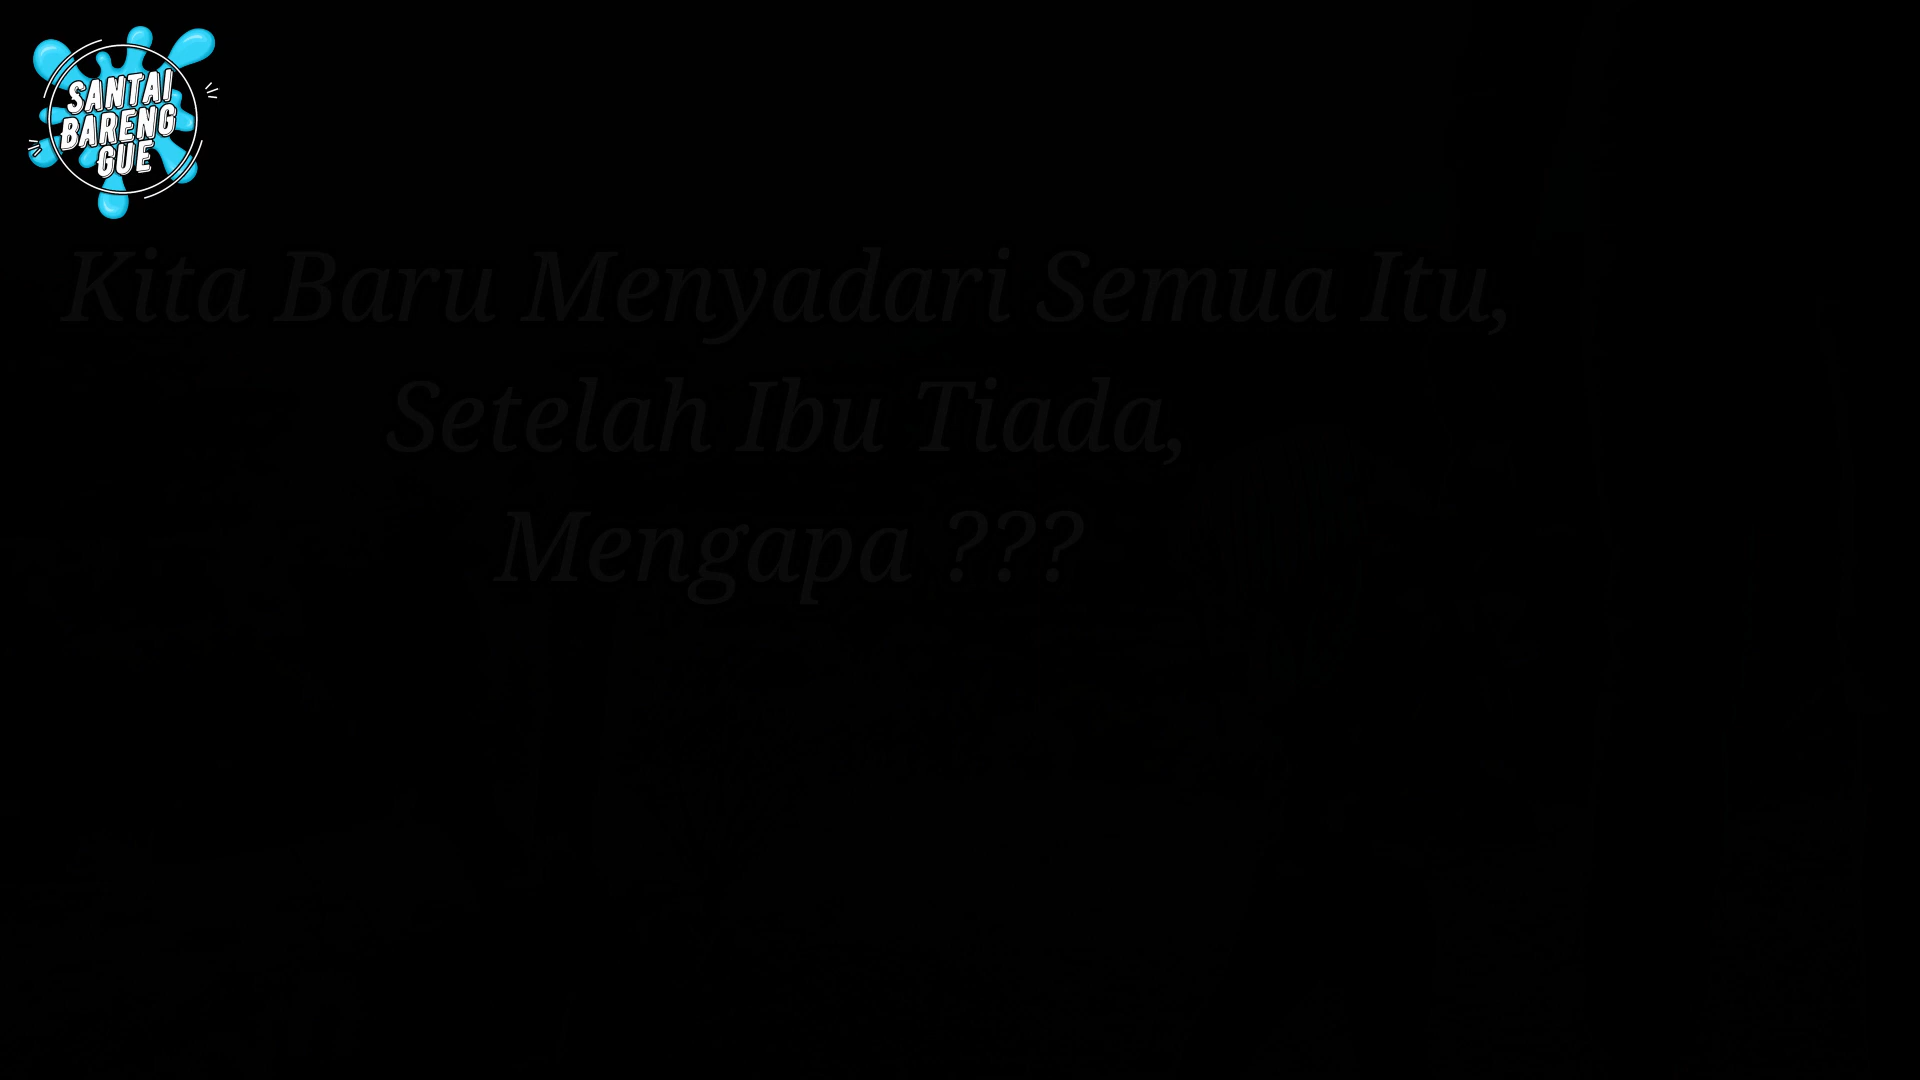 SANTAI
BARENG
GUE
Kita Baru Menyadari Semua Itu,
Setelah Ibu Tiada,
Mengapa ???